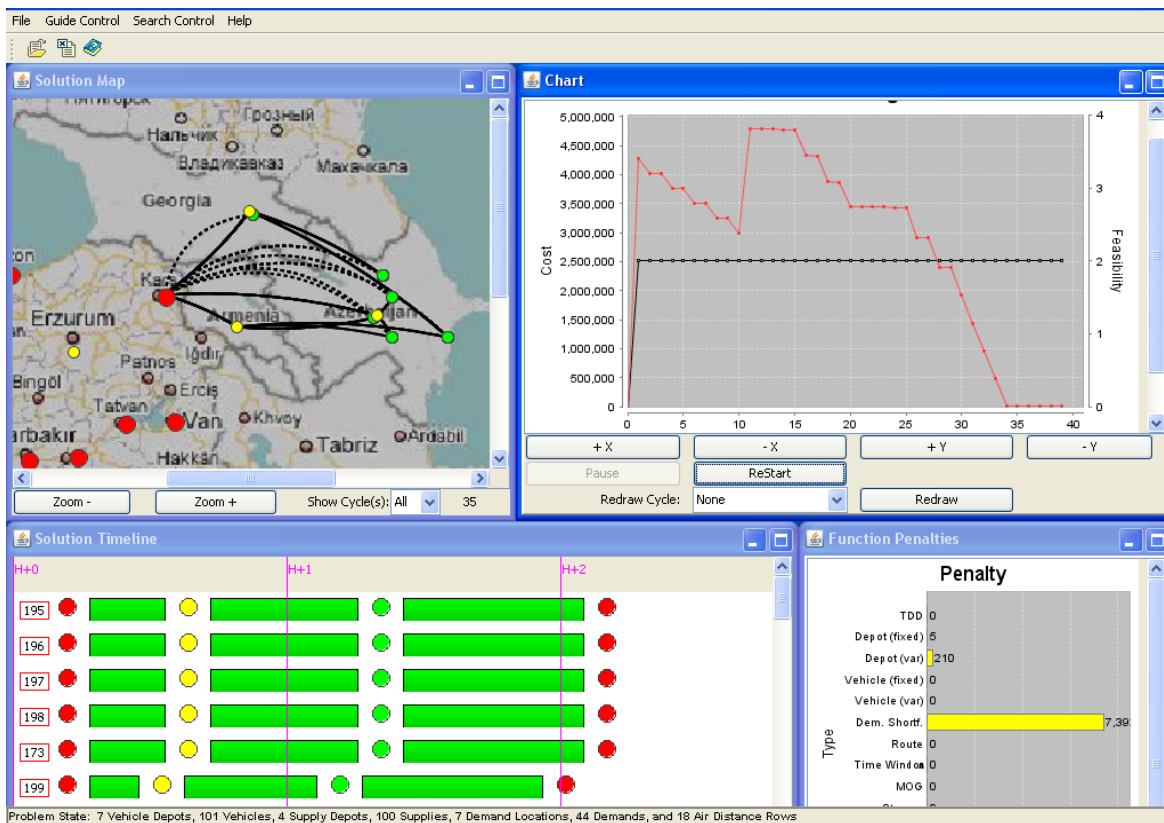 File Guide Control Search Control Help
Solution Map
Нальчик
Грозный
Владикавказ
Махачкала
Georgia
Kars
Armenia
Azerbaijan
Erzurum
Iğdır
Patnos
Bingöl
Erciş
Tatvan
Van
Khvoy
Tabriz
Ardabil
Hakkâri
Zoom -
Zoom +
Show Cycle(s):
All
35
Chart
5,000,000
4,500,000
4,000,000
3,500,000
3,000,000
2,500,000
2,000,000
1,500,000
1,000,000
500,000
0
Cost
4
3
2
1
0
Feasibility
0 5 10 15 20 25 30 35 40
+ X
- X
+ Y
- Y
Pause
ReStart
Redraw Cycle:
None
Redraw
Solution Timeline
H+0 H+1 H+2
195
196
197
198
173
199
Function Penalties
Penalty
Type
TDD 0
Depot (fixed) 5
Depot (var) 210
Vehicle (fixed) 0
Vehicle (var) 0
Dem. Shortf. 7,39
Route 0
Time Window 0
MOG 0
Problem State: 7 Vehicle Depots, 101 Vehicles, 4 Supply Depots, 100 Supplies, 7 Demand Locations, 44 Demands, and 18 Air Distance Rows